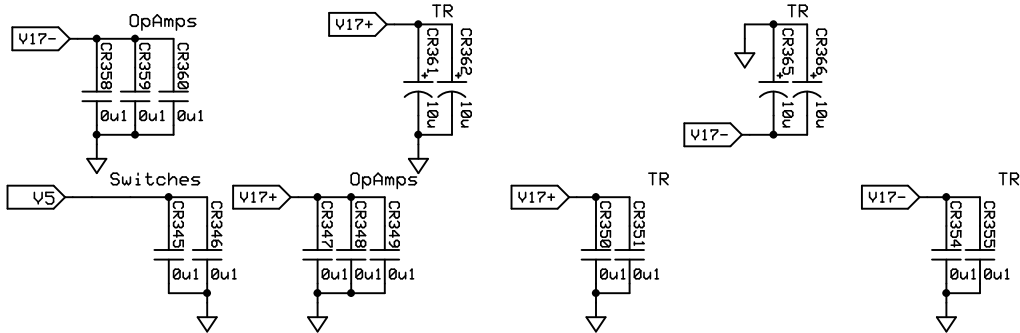 OpAmps
V17-
CR358
CR359
CR360
0u1
0u1
0u1
TR
V17+
CR361
CR362
+
+
10u
10u
TR
CR365
CR366
+
+
10u
10u
V17-
Switches
V5
CR345
CR346
0u1
0u1
OpAmps
V17+
CR347
CR348
CR349
0u1
0u1
0u1
TR
V17+
CR350
CR351
0u1
0u1
TR
V17-
CR354
CR355
0u1
0u1